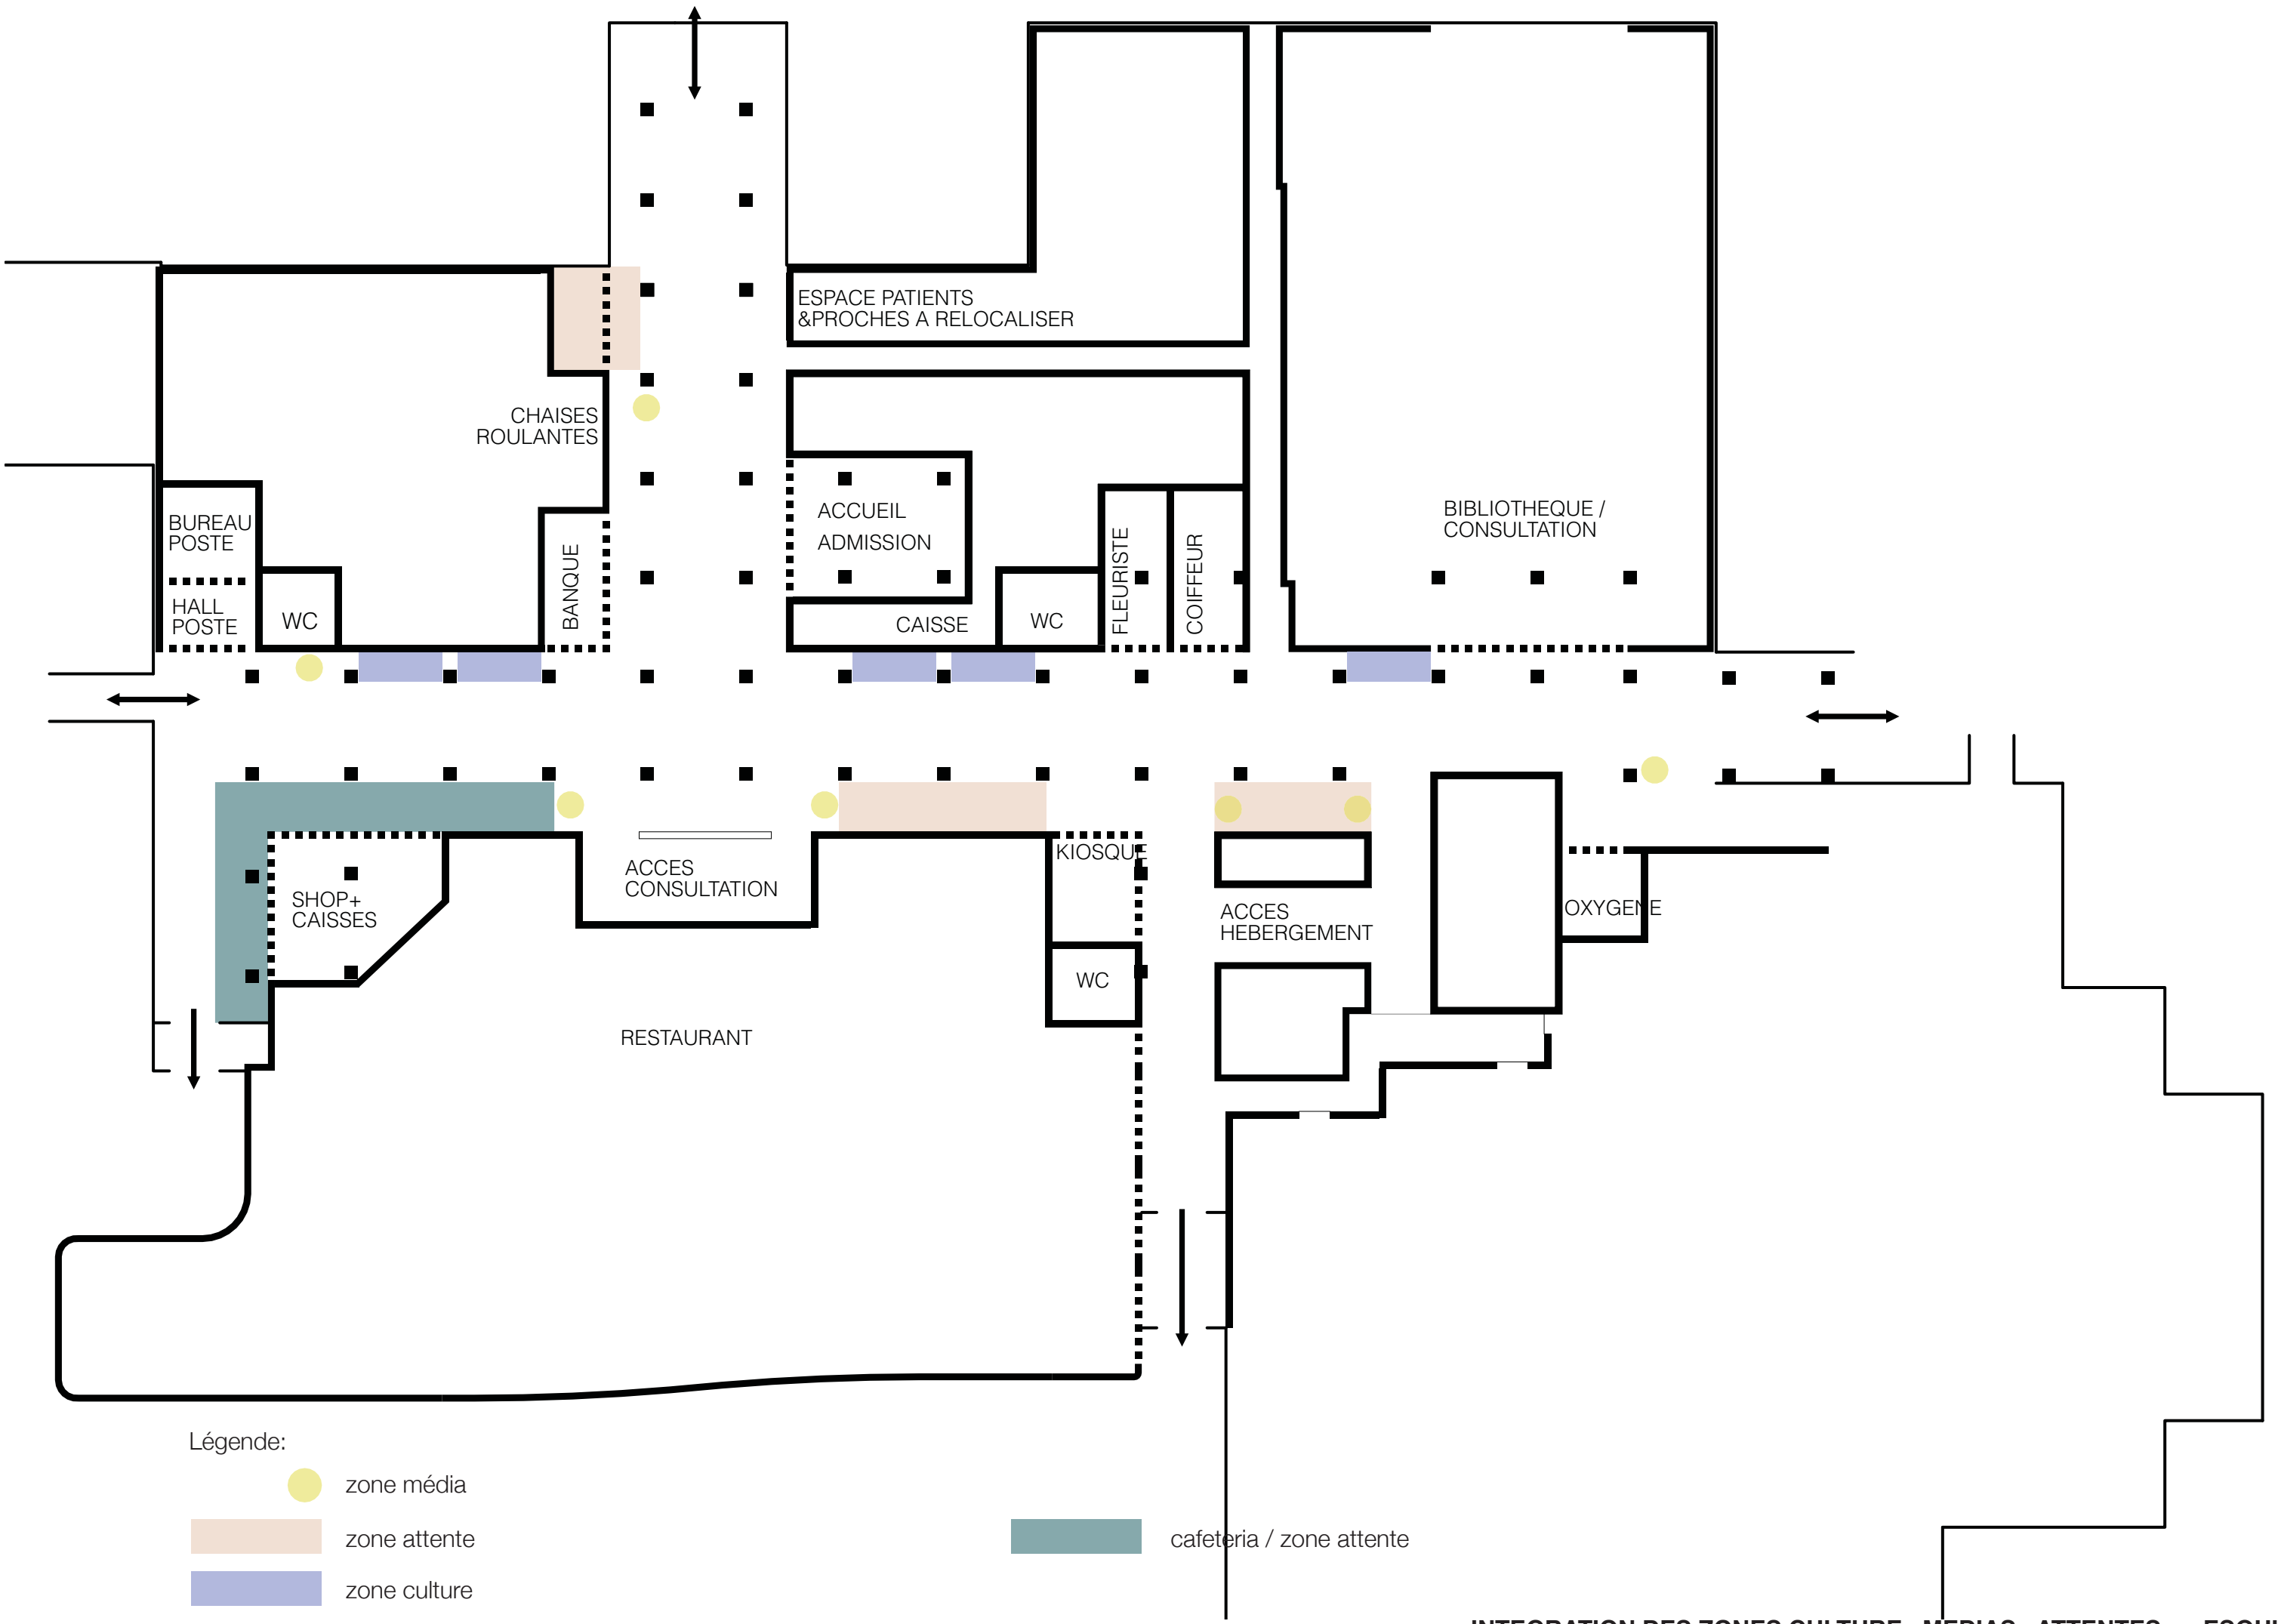 ESPACE PATIENTS
&PROCHES A RELOCALISER
CHAISES
ROULANTES
BUREAU
POSTE
HALL
POSTE
WC
BANQUE
ACCUEIL
ADMISSION
CAISSE
WC
FLEURISTE
COIFFEUR
BIBLIOTHEQUE /
CONSULTATION
SHOP+
CAISSES
ACCES
CONSULTATION
KIOSQUE
WC
ACCES
HEBERGEMENT
OXYGENE
RESTAURANT
Légende:
zone média
zone attente
zone culture
cafeteria / zone attente